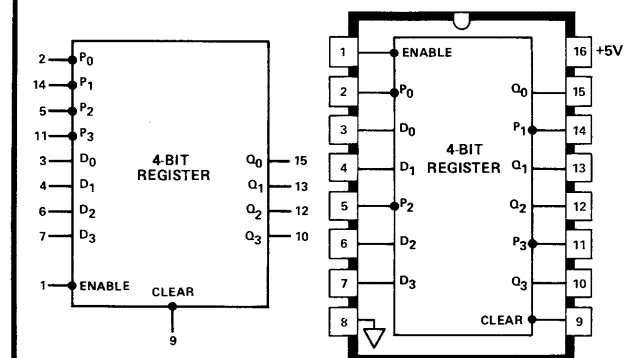 2 P0
14 P1
5 P2
11 P3
3 D0
4 D1
6 D2
7 D3
1 ENABLE
4-BIT
REGISTER
Q0 15
Q1 13
Q2 12
Q3 10
CLEAR
9
1 ENABLE 16 +5V
2 P0 Q0 15
3 D0 P1 14
4 D1 4-BIT REGISTER Q1 13
5 P2 Q2 12
6 D2 P3 11
7 D3 Q3 10
8 CLEAR 9